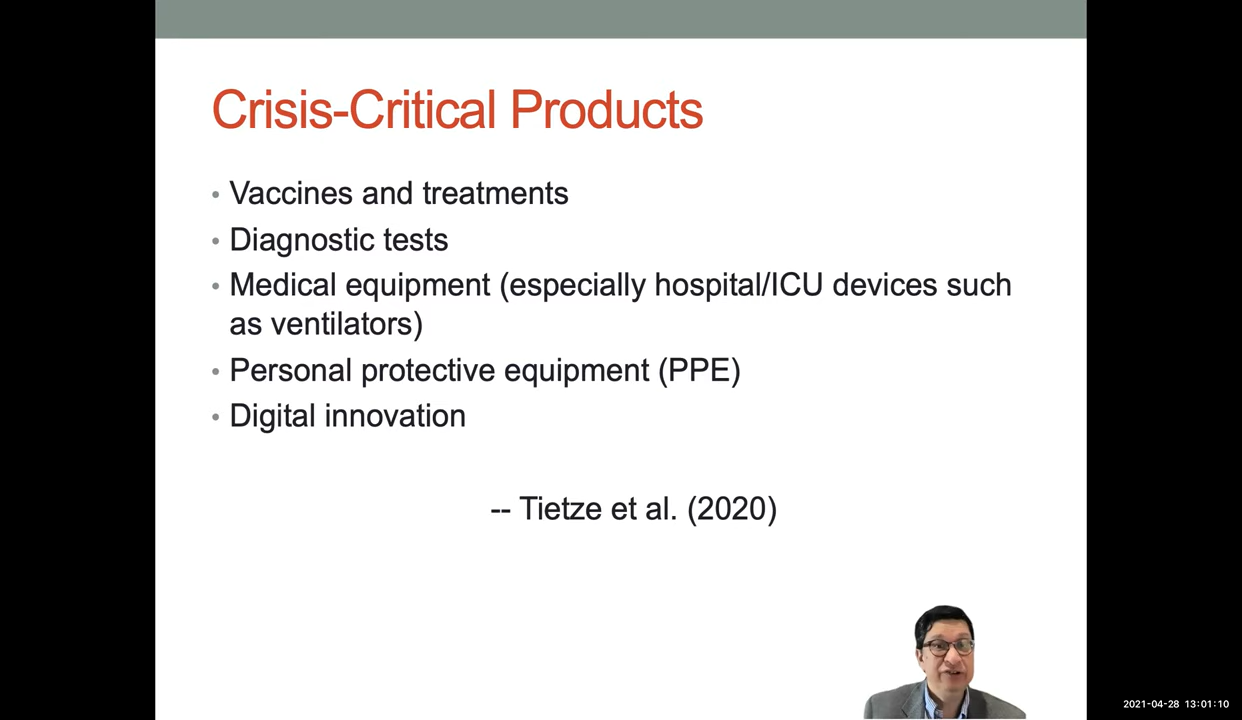 Crisis-Critical Products
• Vaccines and treatments
• Diagnostic tests
• Medical equipment (especially hospital/ICU devices such
as ventilators)
• Personal protective equipment (PPE)
• Digital innovation
-- Tietze et al. (2020)
2021-04-28 13:01:10